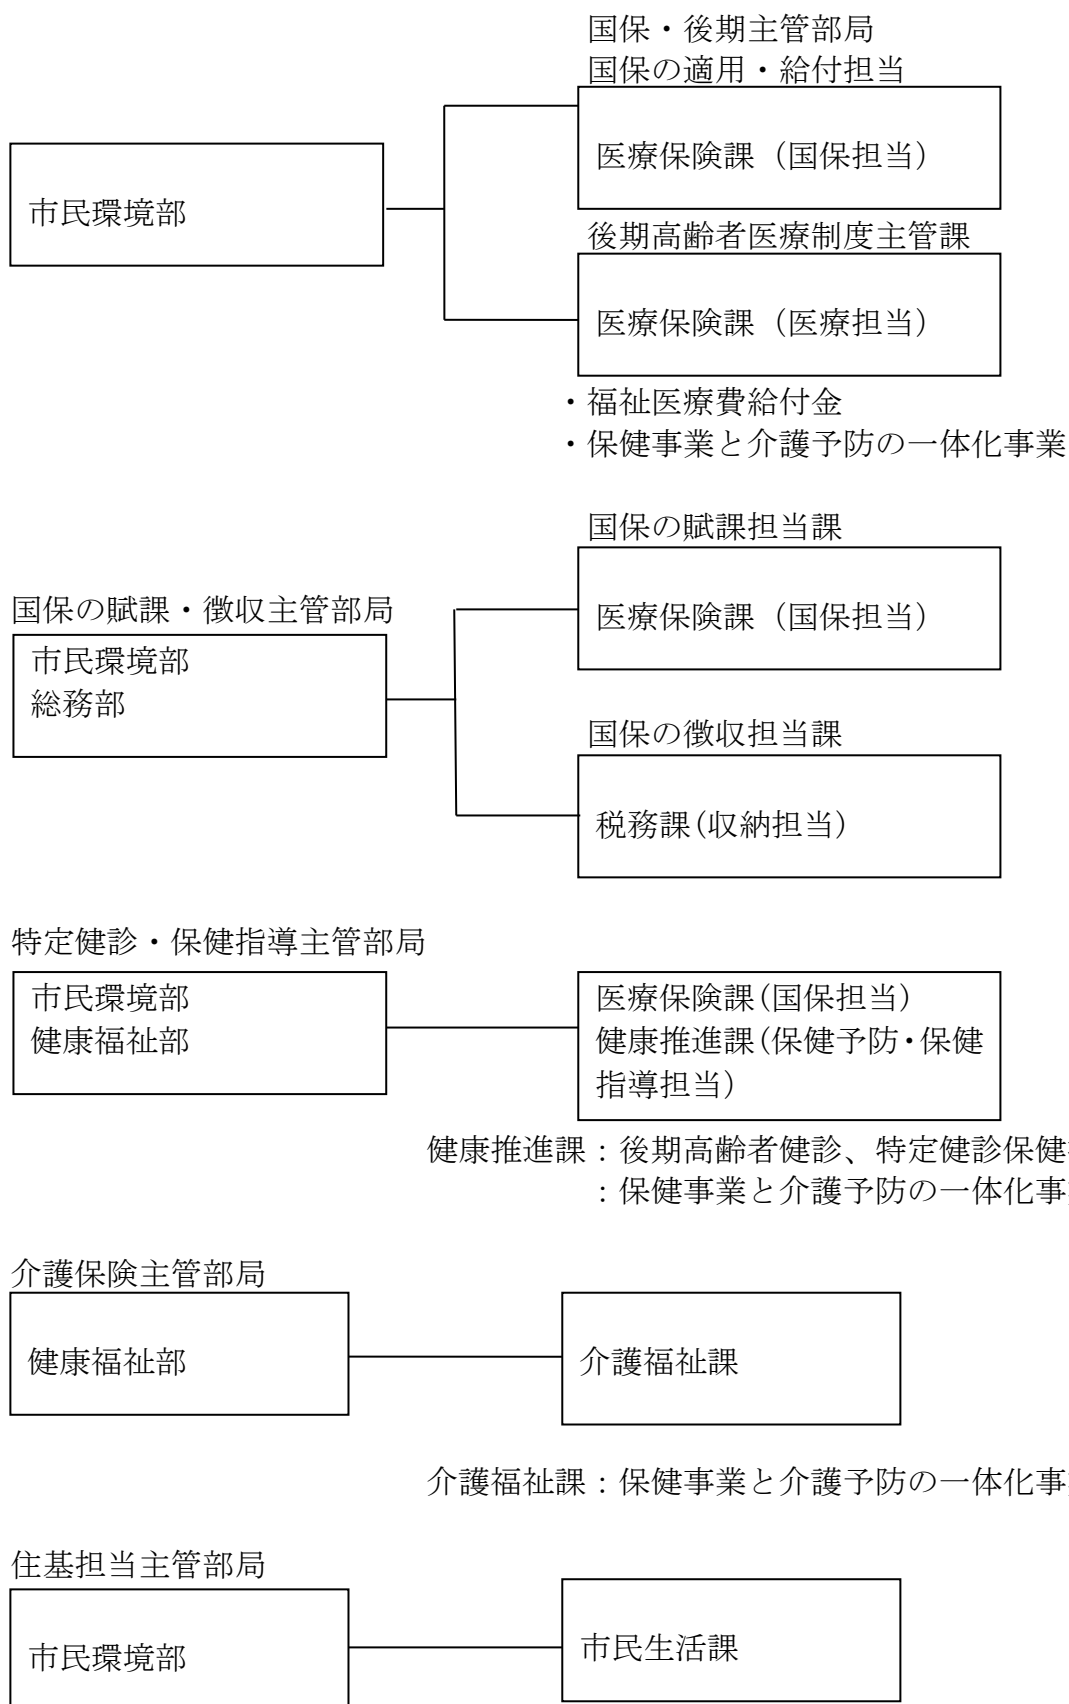 国保・後期主管部局
国保の適用・給付担当
市民環境部
医療保険課（国保担当）
後期高齢者医療制度主管課
医療保険課（医療担当）
・福祉医療費給付金
・保健事業と介護予防の一体化事業
国保の賦課・徴収主管部局
市民環境部
総務部
国保の賦課担当課
医療保険課（国保担当）
国保の徴収担当課
税務課(収納担当)
特定健診・保健指導主管部局
市民環境部
健康福祉部
医療保険課(国保担当)
健康推進課(保健予防・保健
指導担当)
健康推進課：後期高齢者健診、特定健診保健
：保健事業と介護予防の一体化事
介護保険主管部局
健康福祉部
介護福祉課
介護福祉課：保健事業と介護予防の一体化事
住基担当主管部局
市民環境部
市民生活課